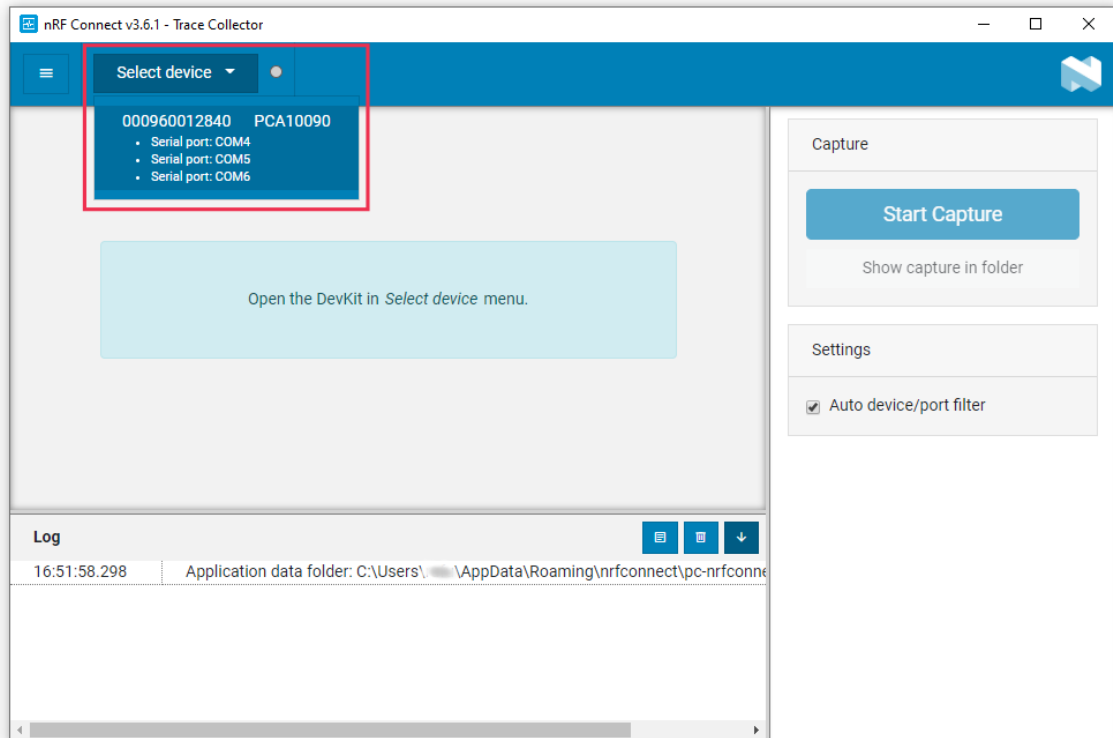 nRF Connect v3.6.1 - Trace Collector
Select device
000960012840 PCA10090
Serial port: COM4
Serial port: COM5
Serial port: COM6
Open the DevKit in Select device menu.
Capture
Start Capture
Show capture in folder
Settings
Auto device/port filter
Log
16:51:58.298 Application data folder: C:\Users\ \AppData\Roaming\nrfconnect\pc-nrfconne